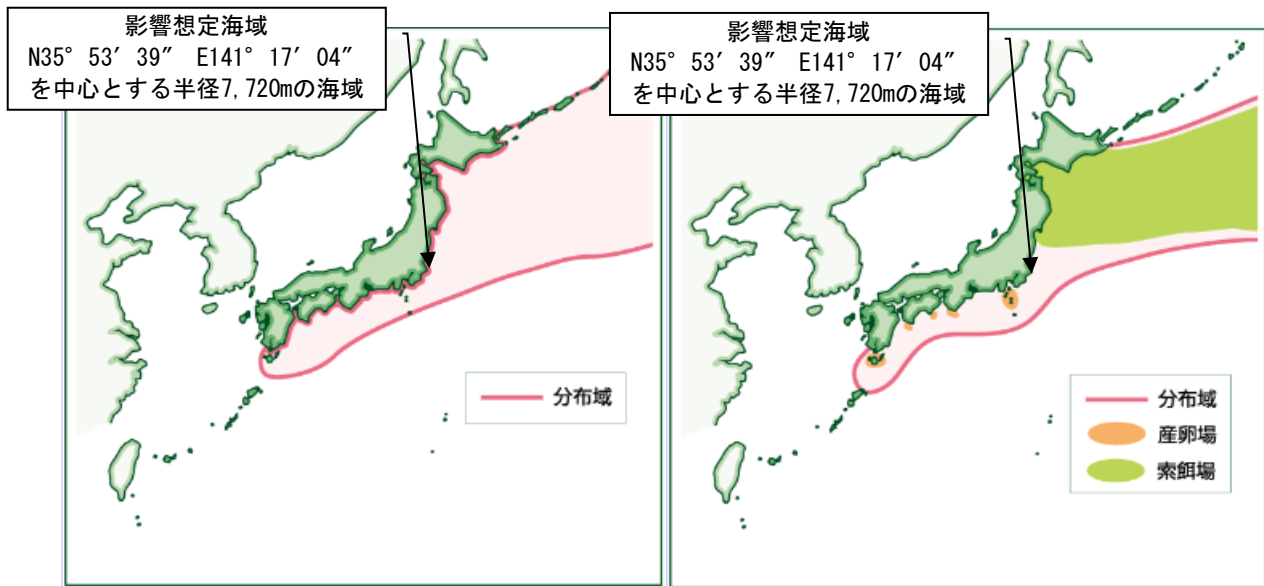 影響想定海域
N35° 53′ 39″ E141° 17′ 04″
を中心とする半径7,720mの海域
分布域
影響想定海域
N35° 53′ 39″ E141° 17′ 04″
を中心とする半径7,720mの海域
分布域
産卵場
索餌場